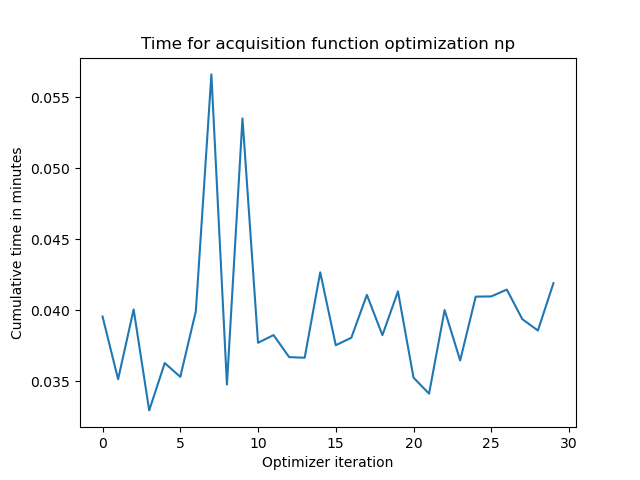 Time for acquisition function optimization np
Cumulative time in minutes
0.055
0.050
0.045
0.040
0.035
0 5 10 15 20 25 30
Optimizer iteration